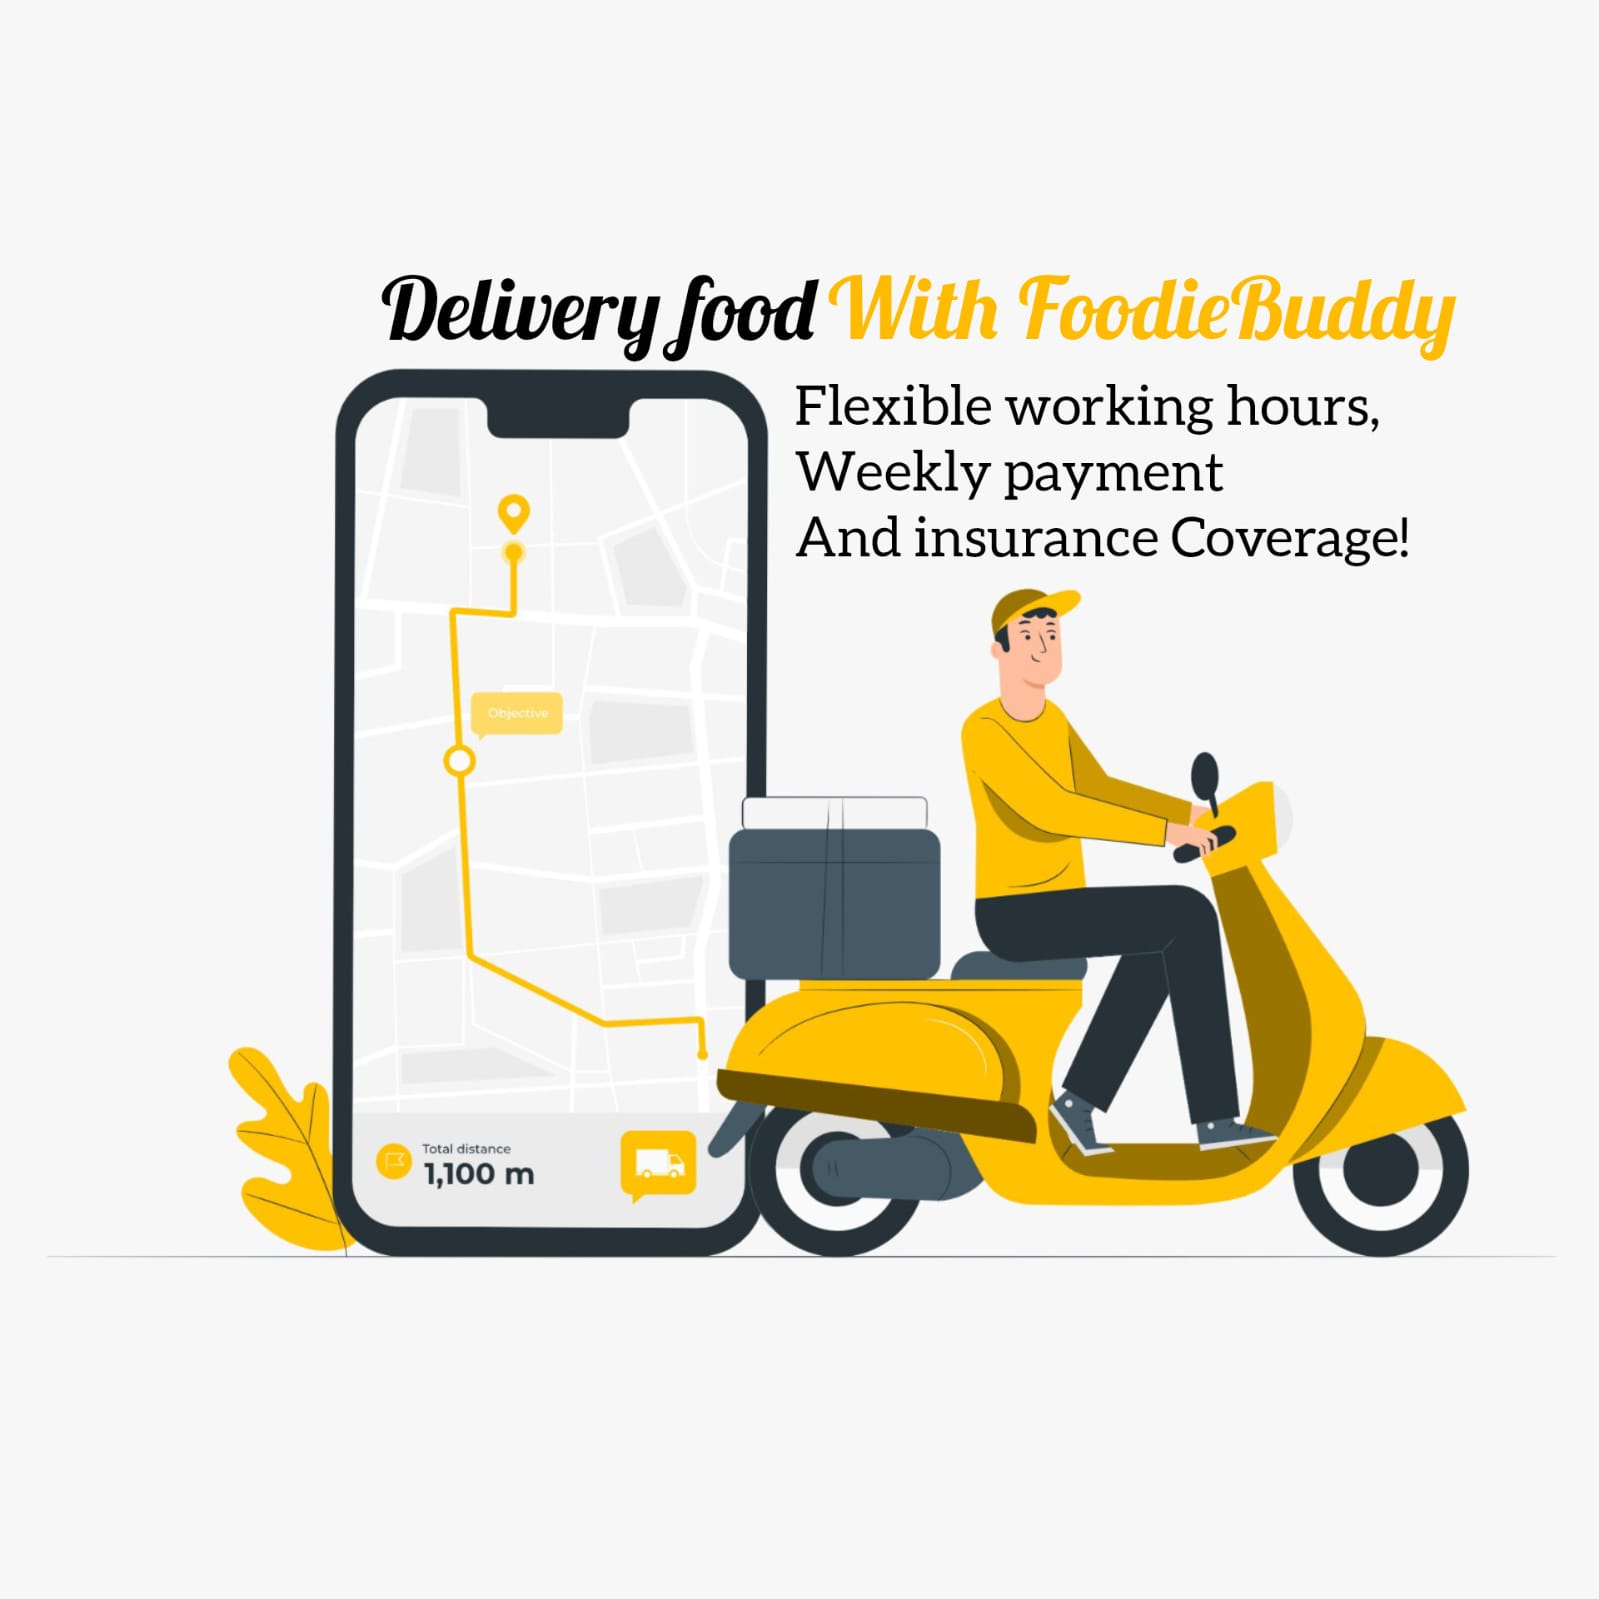 Delivery food With FoodieBuddy
Flexible working hours,
Weekly payment
And insurance Coverage!
Objective
Total distance
1,100 m